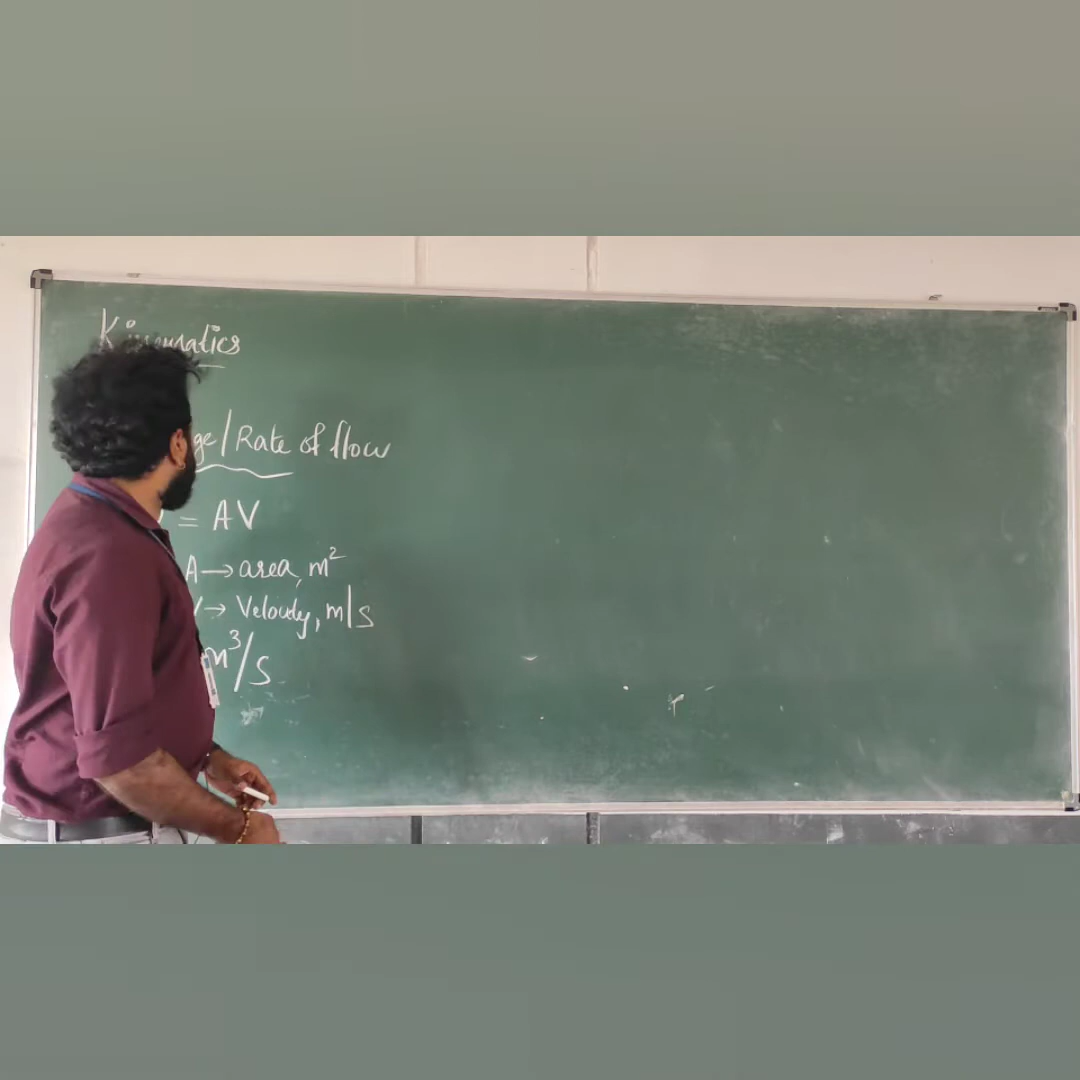 Kinematics
ge/Rate of flow
= AV
A → area, m²
V → Velocity, m/s
m³/s